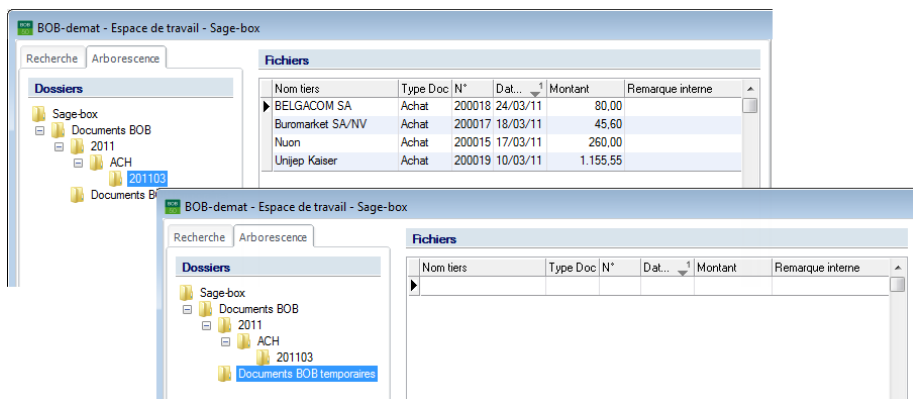 BOB-demat - Espace de travail - Sage-box
Recherche Arborescence
Fichiers
Dossiers
Nom tiers Type Doc N° Dat... 1 Montant Remarque interne
Sage-box
BELGACOM SA Achat 200018 24/03/11 80,00
Documents BOB
Buromarket SA/NV Achat 200017 18/03/11 45,60
2011
Nuon Achat 200015 17/03/11 260,00
ACH
Unijep Kaiser Achat 200019 10/03/11 1.155,55
201103
Documents
BOB-demat - Espace de travail - Sage-box
Recherche Arborescence
Fichiers
Dossiers
Nom tiers Type Doc N° Dat... 1 Montant Remarque interne
Sage-box
Documents BOB
2011
ACH
201103
Documents BOB temporaires